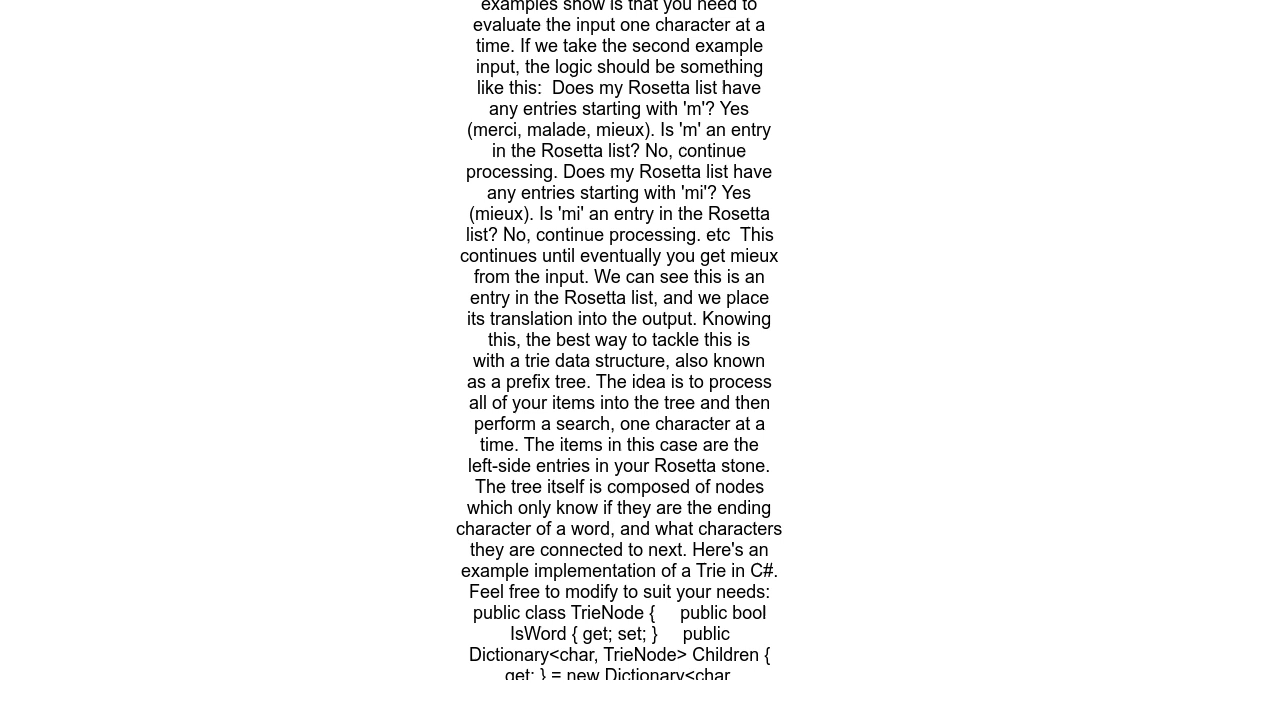 examples show is that you need to
evaluate the input one character at a
time. If we take the second example
input, the logic should be something
like this:  Does my Rosetta list have
any entries starting with 'm'? Yes
(merci, malade, mieux). Is 'm' an entry
in the Rosetta list? No, continue
processing. Does my Rosetta list have
any entries starting with 'mi'? Yes
(mieux). Is 'mi' an entry in the Rosetta
list? No, continue processing. etc  This
continues until eventually you get mieux
from the input. We can see this is an
entry in the Rosetta list, and we place
its translation into the output. Knowing
this, the best way to tackle this is
with a trie data structure, also known
as a prefix tree. The idea is to process
all of your items into the tree and then
perform a search, one character at a
time. The items in this case are the
left-side entries in your Rosetta stone.
The tree itself is composed of nodes
which only know if they are the ending
character of a word, and what characters
they are connected to next. Here's an
example implementation of a Trie in C#.
Feel free to modify to suit your needs:
public class TrieNode {     public bool
IsWord { get; set; }     public
Dictionary<char, TrieNode> Children {
get; } = new Dictionary<char,